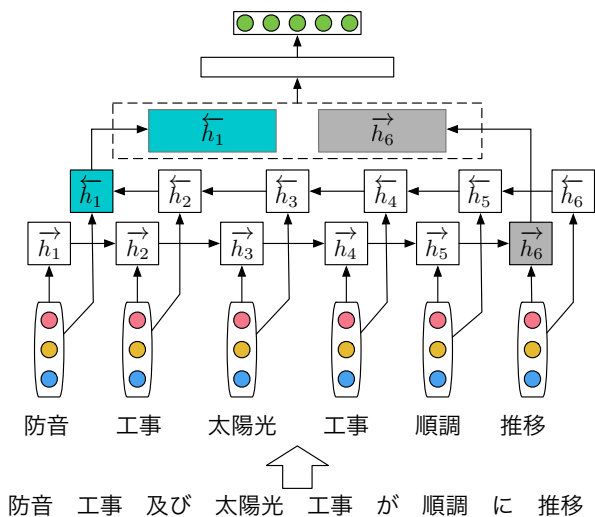 ←h₁ →h₆
←h₁ ←h₂ ←h₃ ←h₄ ←h₅ ←h₆
→h₁ →h₂ →h₃ →h₄ →h₅ →h₆
防音 工事 太陽光 工事 順調 推移
防音 工事 及び 太陽光 工事 が 順調 に 推移